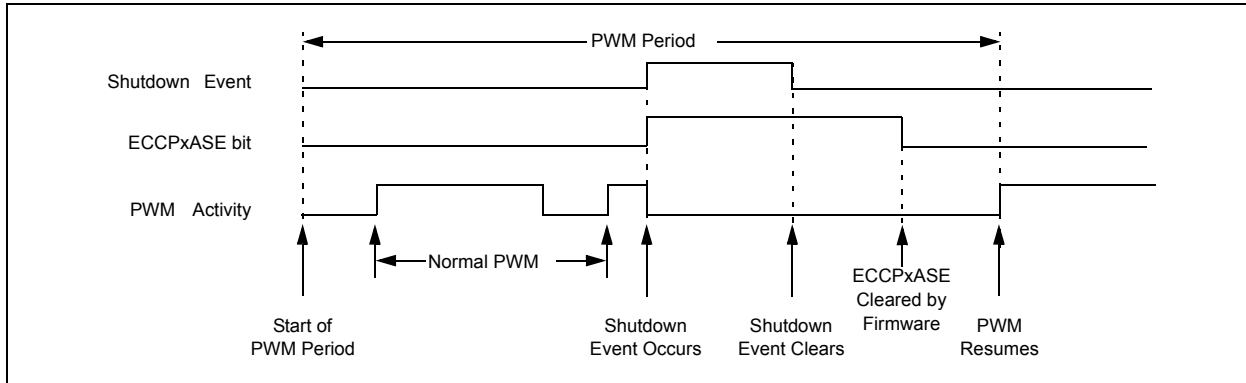 PWM Period
Shutdown Event
ECCPxASE bit
PWM Activity
Normal PWM
Start of
PWM Period
Shutdown
Event Occurs
Shutdown
Event Clears
ECCPxASE
Cleared by
Firmware
PWM
Resumes